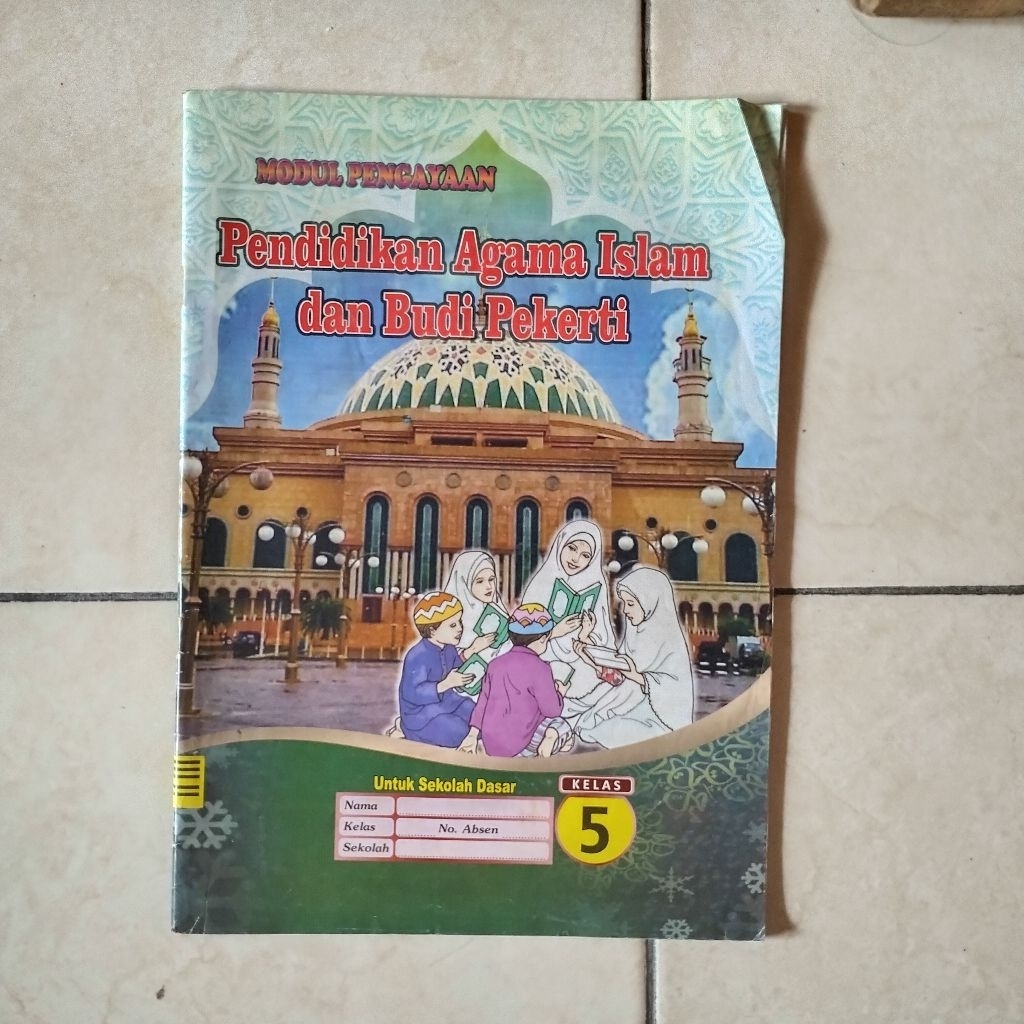 MODUL PENGAYAAN
Pendidikan Agama Islam
dan Budi Pekerti
Untuk Sekolah Dasar
KELAS
5
Nama
Kelas No. Absen
Sekolah